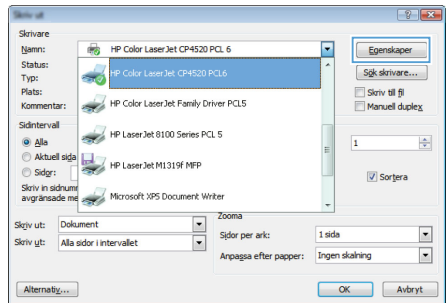 Skriv ut
Skrivare
Namn: HP Color LaserJet CP4520 PCL 6
Egenskaper
Status:
HP Color LaserJet CP4520 PCL6
Typ:
Sök skrivare...
Plats:
Skriv till fil
Kommentar:
HP Color LaserJet Family Driver PCL5
Manuell duplex
Sidintervall
HP LaserJet 8100 Series PCL 5
Alla
1
Aktuell sida
HP LaserJet M1319f MFP
Sidor:
Sortera
Skriv in sidnumr
avgränsade me
Microsoft XPS Document Writer
Zooma
Skriv ut: Dokument
Sidor per ark: 1 sida
Skriv ut: Alla sidor i intervallet
Anpassa efter papper: Ingen skalning
Alternativ...
OK
Avbryt